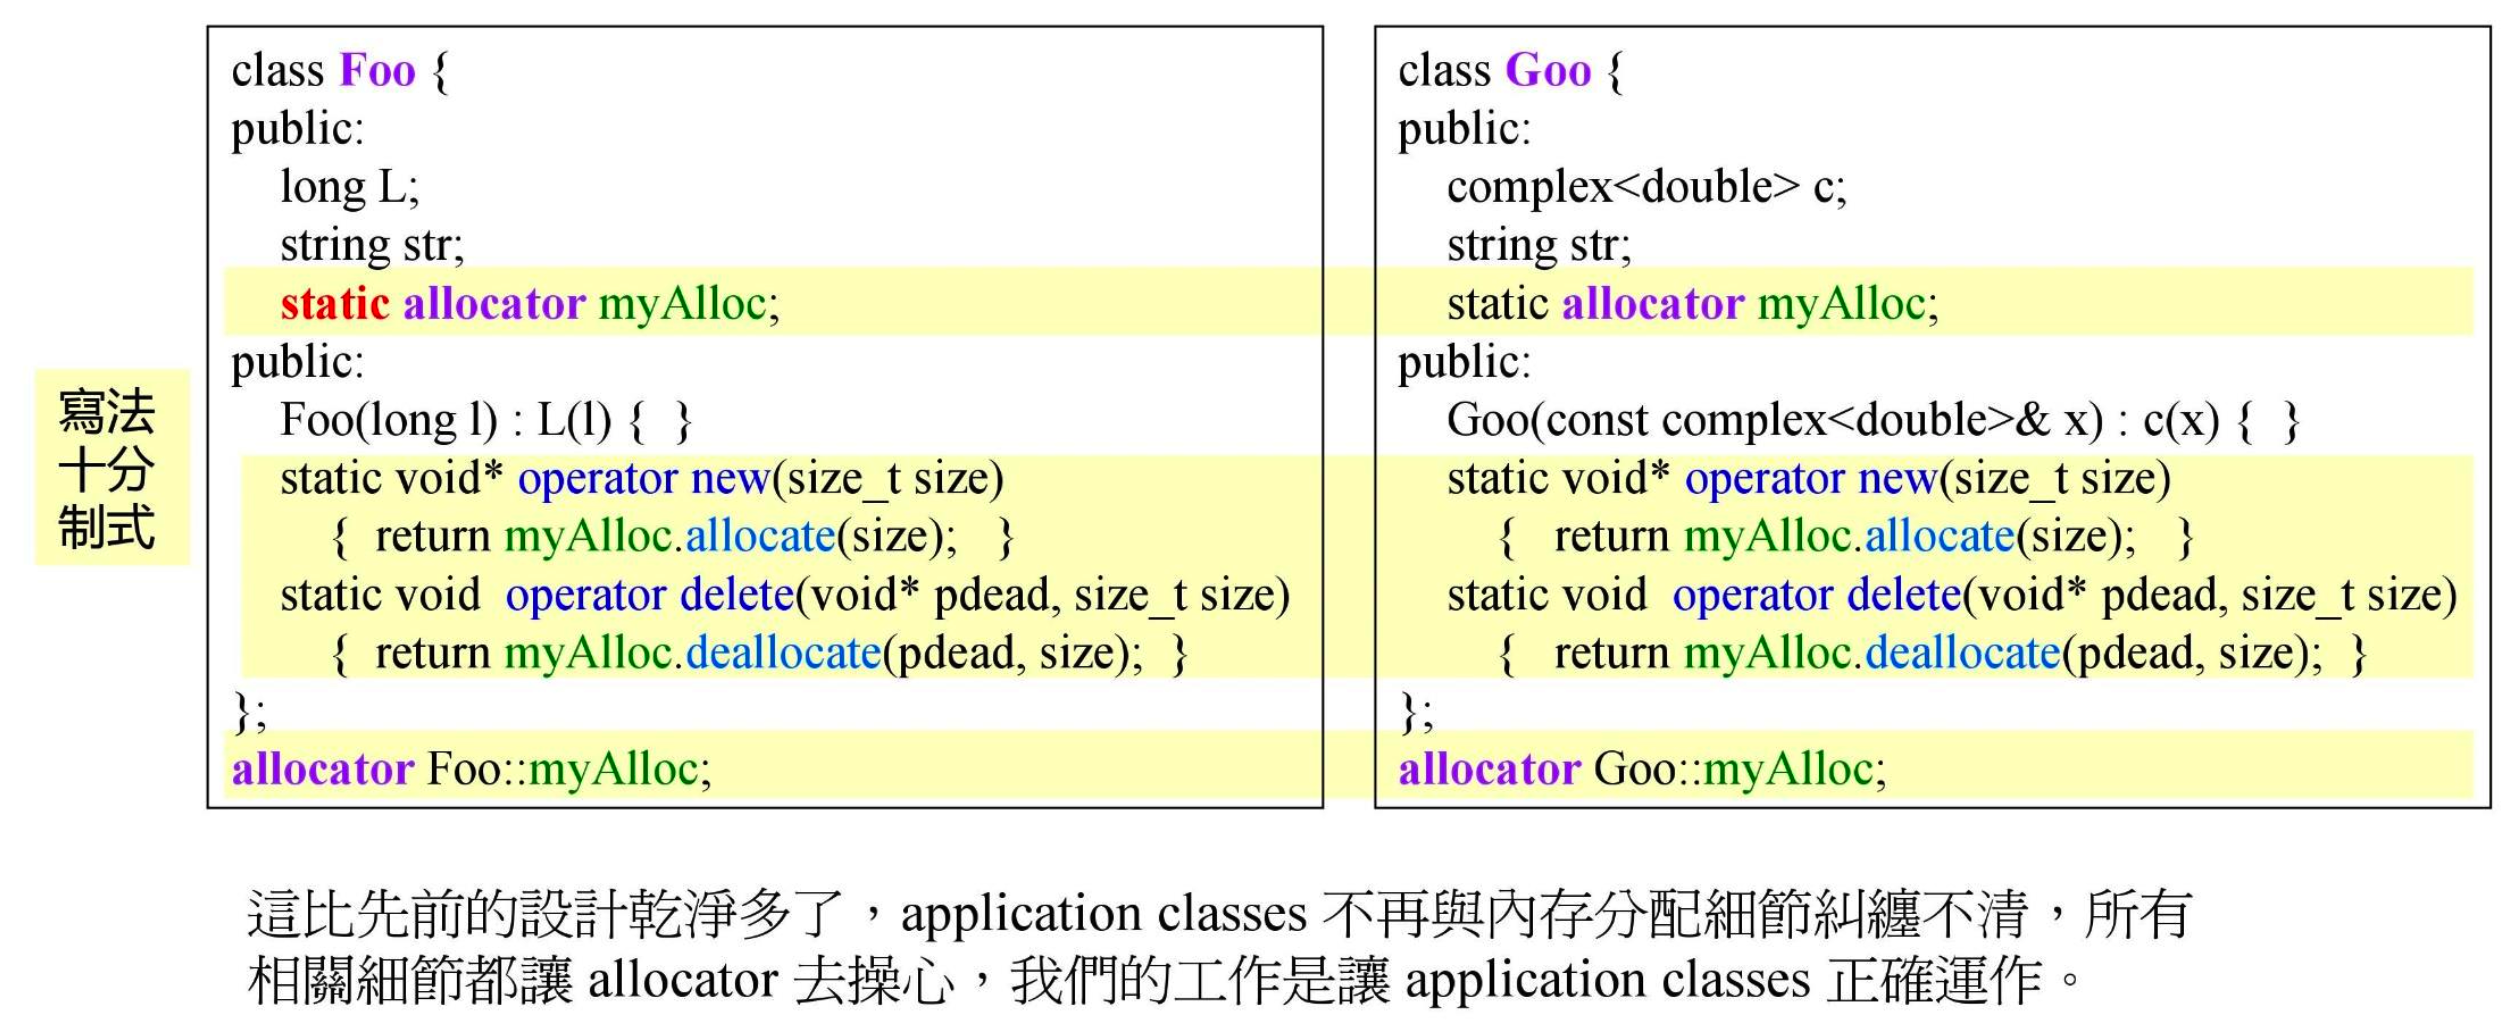 寫法
十分
制式
class Foo {
public:
long L;
string str;
static allocator myAlloc;
public:
Foo(long l) : L(l) { }
static void* operator new(size_t size)
{ return myAlloc.allocate(size); }
static void operator delete(void* pdead, size_t size)
{ return myAlloc.deallocate(pdead, size); }
};
allocator Foo::myAlloc;
class Goo {
public:
complex<double> c;
string str;
static allocator myAlloc;
public:
Goo(const complex<double>& x) : c(x) { }
static void* operator new(size_t size)
{ return myAlloc.allocate(size); }
static void operator delete(void* pdead, size_t size)
{ return myAlloc.deallocate(pdead, size); }
};
allocator Goo::myAlloc;
這比先前的設計乾淨多了，application classes 不再與內存分配細節糾纏不清，所有
相關細節都讓 allocator 去操心，我們的工作是讓 application classes 正確運作。